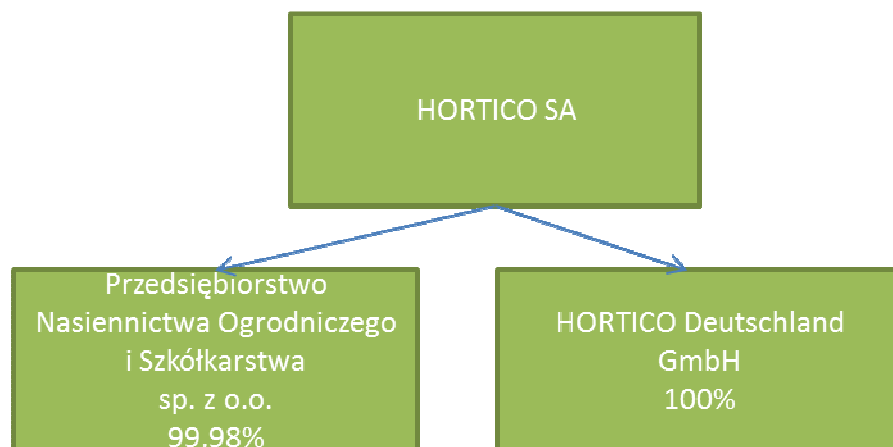 HORTICO SA
Przedsiębiorstwo
Nasiennictwa Ogrodniczego
i Szkółkarstwa
sp. z o.o.
99.98%
HORTICO Deutschland
GmbH
100%